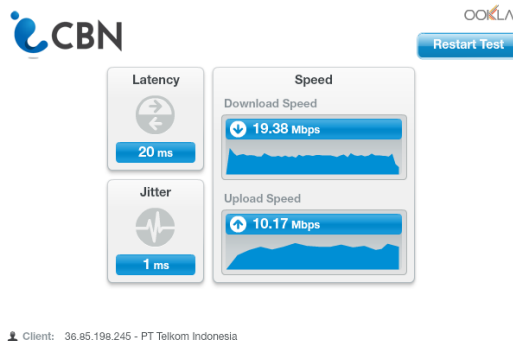 CBN
OOKLA
Restart Test
Latency
20 ms
Jitter
1 ms
Speed
Download Speed
19.38 Mbps
Upload Speed
10.17 Mbps
Client: 36.85.198.245 - PT Telkom Indonesia